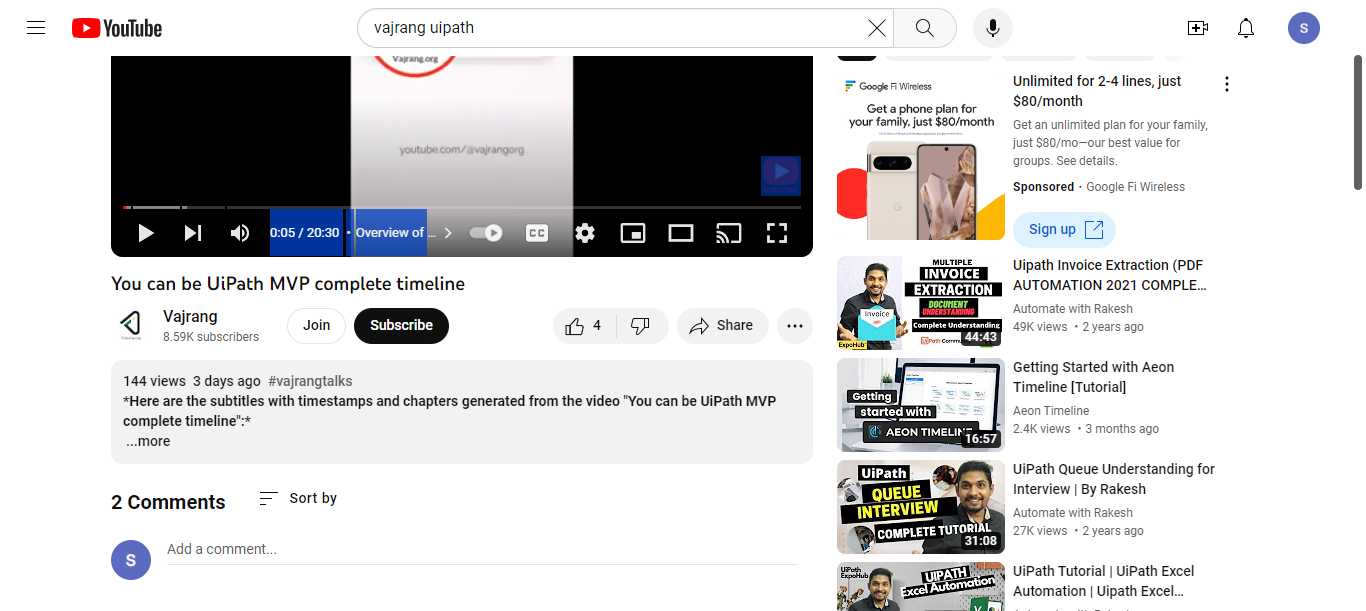 YouTube
vajrang uipath
S
Vajrang.org
youtube.com/@vajrangorg
0:05 / 20:30 • Overview of ...
CC
You can be UiPath MVP complete timeline
Vajrang
8.59K subscribers
Join
Subscribe
4
Share
144 views 3 days ago #vajrangtalks
*Here are the subtitles with timestamps and chapters generated from the video "You can be UiPath MVP
complete timeline":*
...more
2 Comments
Sort by
S
Add a comment...
Google Fi Wireless
Get a phone plan for
your family, just $80/month
Unlimited for 2-4 lines, just
$80/month
Get an unlimited plan for your family,
just $80/mo—our best value for
groups. See details.
Sponsored · Google Fi Wireless
Sign up
MULTIPLE
INVOICE
EXTRACTION
DOCUMENT
UNDERSTANDING
Complete Understanding
Invoice
ExpoHub
44:43
Uipath Invoice Extraction (PDF
AUTOMATION 2021 COMPLE...
Automate with Rakesh
49K views • 2 years ago
Getting
started with
AEON TIMELINE
16:57
Getting Started with Aeon
Timeline [Tutorial]
Aeon Timeline
2.4K views • 3 months ago
UiPath
QUEUE
INTERVIEW
COMPLETE TUTORIAL
31:08
UiPath Queue Understanding for
Interview | By Rakesh
Automate with Rakesh
27K views • 2 years ago
UiPath
ExpoHub
UIPATH
Excel Automation
UiPath Tutorial | UiPath Excel
Automation | Uipath Excel...